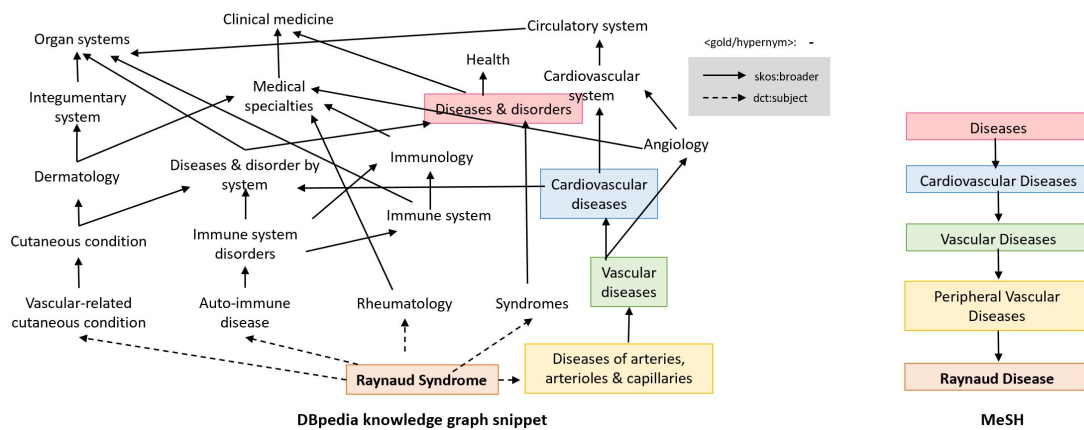 Clinical medicine
Circulatory system
Organ systems
<gold/hypernym>: -
Health
Cardiovascular
system
skos:broader
dct:subject
Integumentary
system
Medical
specialties
Diseases & disorders
Diseases
Angiology
Immunology
Dermatology
Diseases & disorder by
system
Cardiovascular
diseases
Cardiovascular Diseases
Immune system
Cutaneous condition
Immune system
disorders
Vascular Diseases
Vascular
diseases
Vascular-related
cutaneous condition
Auto-immune
disease
Rheumatology
Syndromes
Peripheral Vascular
Diseases
Diseases of arteries,
arterioles & capillaries
Raynaud Syndrome
Raynaud Disease
DBpedia knowledge graph snippet
MeSH